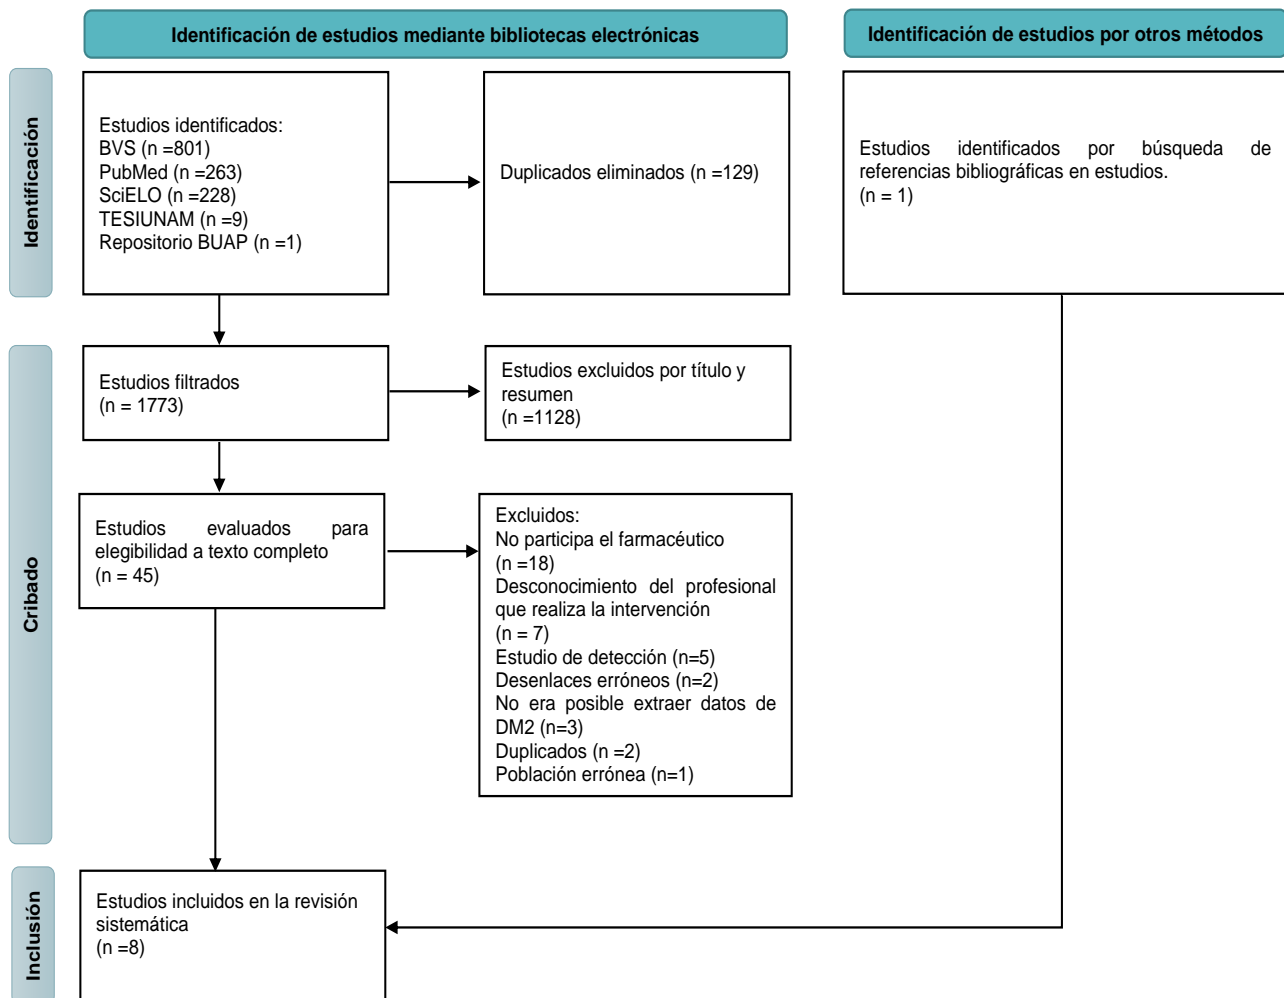 Identificación de estudios mediante bibliotecas electrónicas
Identificación de estudios por otros métodos
Identificación
Estudios identificados:
BVS (n =801)
PubMed (n =263)
SciELO (n =228)
TESIUNAM (n =9)
Repositorio BUAP (n =1)
Duplicados eliminados (n =129)
Estudios identificados por búsqueda de
referencias bibliográficas en estudios.
(n = 1)
Cribado
Estudios filtrados
(n = 1773)
Estudios excluidos por título y
resumen
(n =1128)
Estudios evaluados para
elegibilidad a texto completo
(n = 45)
Excluidos:
No participa el farmacéutico
(n =18)
Desconocimiento del profesional
que realiza la intervención
(n = 7)
Estudio de detección (n=5)
Desenlaces erróneos (n=2)
No era posible extraer datos de
DM2 (n=3)
Duplicados (n =2)
Población errónea (n=1)
Inclusión
Estudios incluidos en la revisión
sistemática
(n =8)